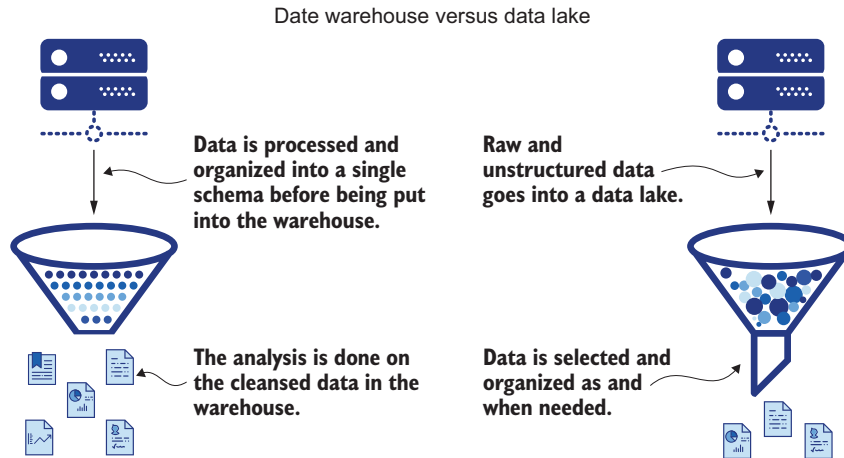 Date warehouse versus data lake
Data is processed and
organized into a single
schema before being put
into the warehouse.
Raw and
unstructured data
goes into a data lake.
The analysis is done on
the cleansed data in the
warehouse.
Data is selected and
organized as and
when needed.